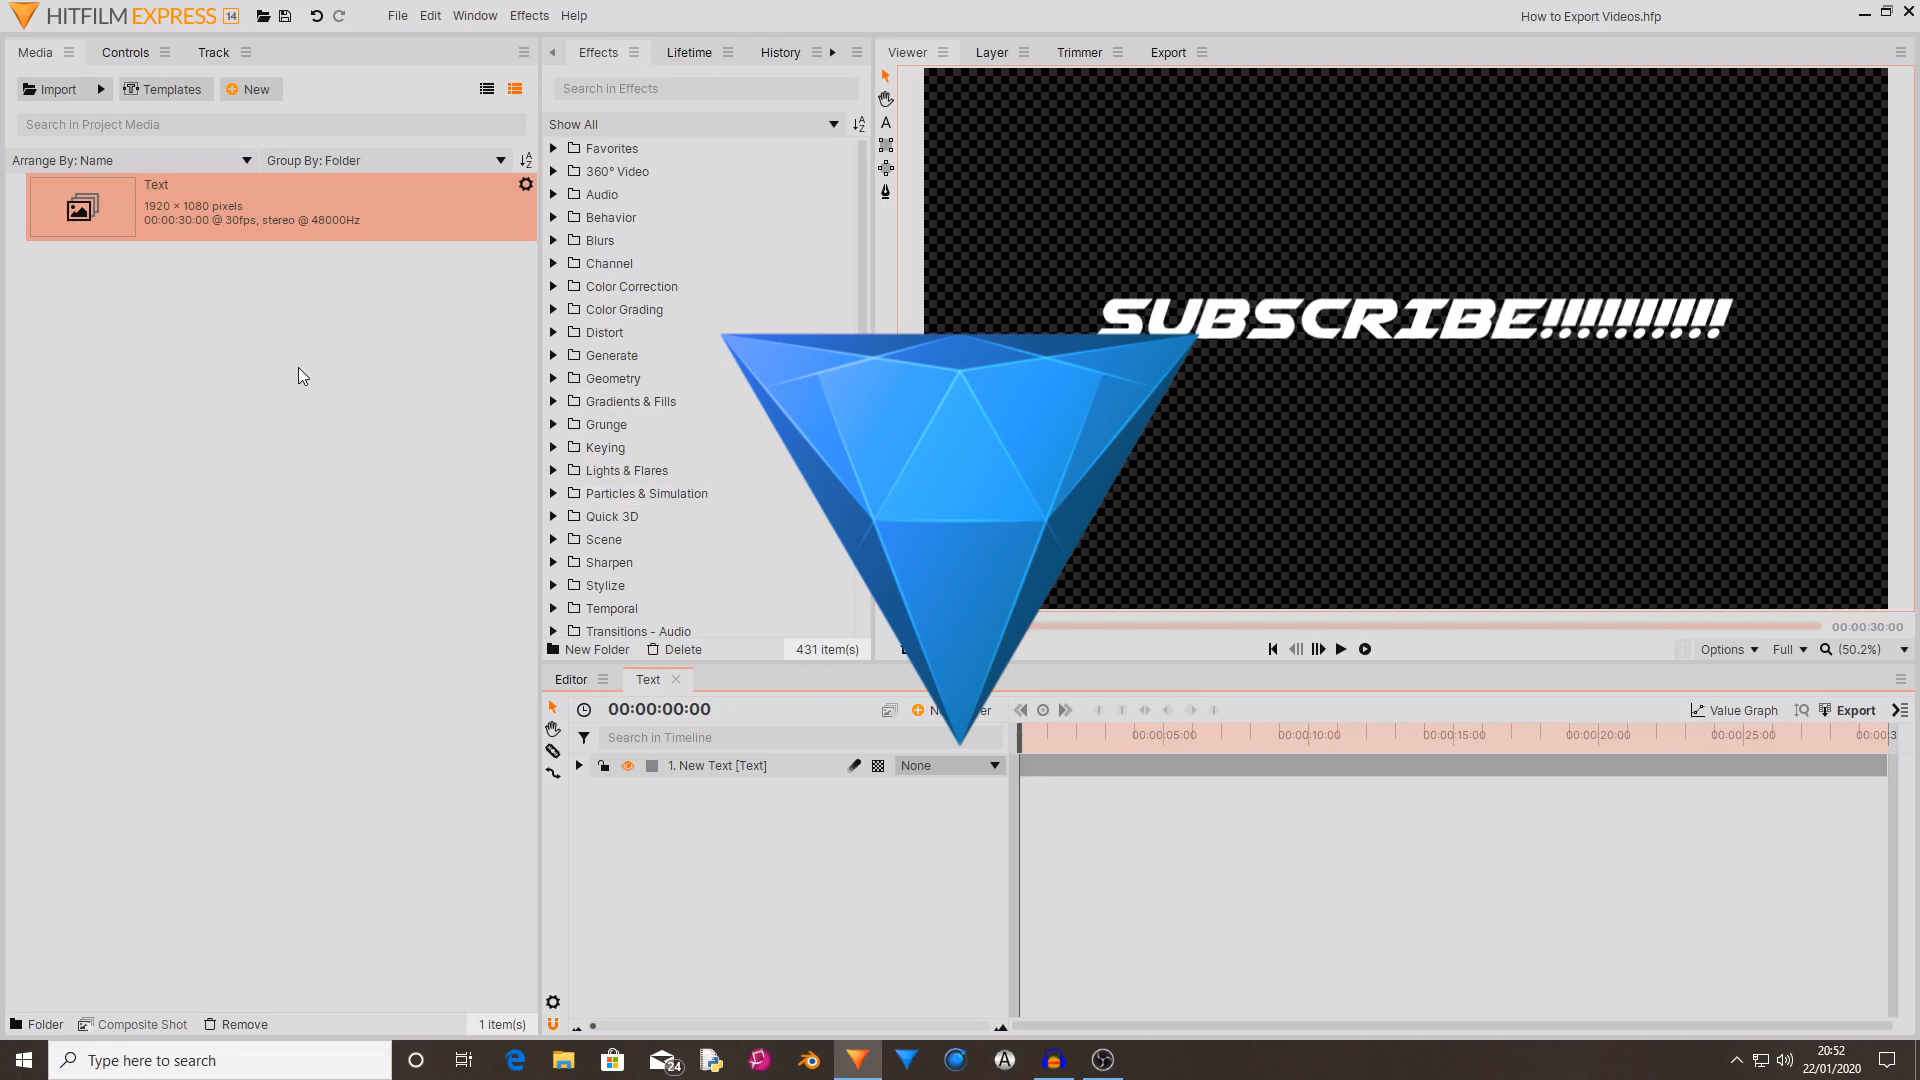 HITFILM EXPRESS 14
File Edit Window Effects Help
How to Export Videos.hfp
Media Controls Track
Effects Lifetime History
Viewer Layer Trimmer Export
Import Templates New
Search in Project Media
Arrange By: Name Group By: Folder
Text
1920 × 1080 pixels
00:00:30:00 @ 30fps, stereo @ 48000Hz
Folder Composite Shot Remove 1 item(s)
Search in Effects
Show All
Favorites
360° Video
Audio
Behavior
Blurs
Channel
Color Correction
Color Grading
Distort
Generate
Geometry
Gradients & Fills
Grunge
Keying
Lights & Flares
Particles & Simulation
Quick 3D
Scene
Sharpen
Stylize
Temporal
Transitions - Audio
New Folder Delete 431 item(s)
A
SUBSCRIBE!!!!!!!!!!!
00:00:30:00
Options Full (50.2%)
Editor Text
00:00:00:00
Value Graph Export
Search in Timeline
00:00:05:00 00:00:10:00 00:00:15:00 00:00:20:00 00:00:25:00 00:00:3
1. New Text [Text] None
Type here to search
24
20:52
22/01/2020